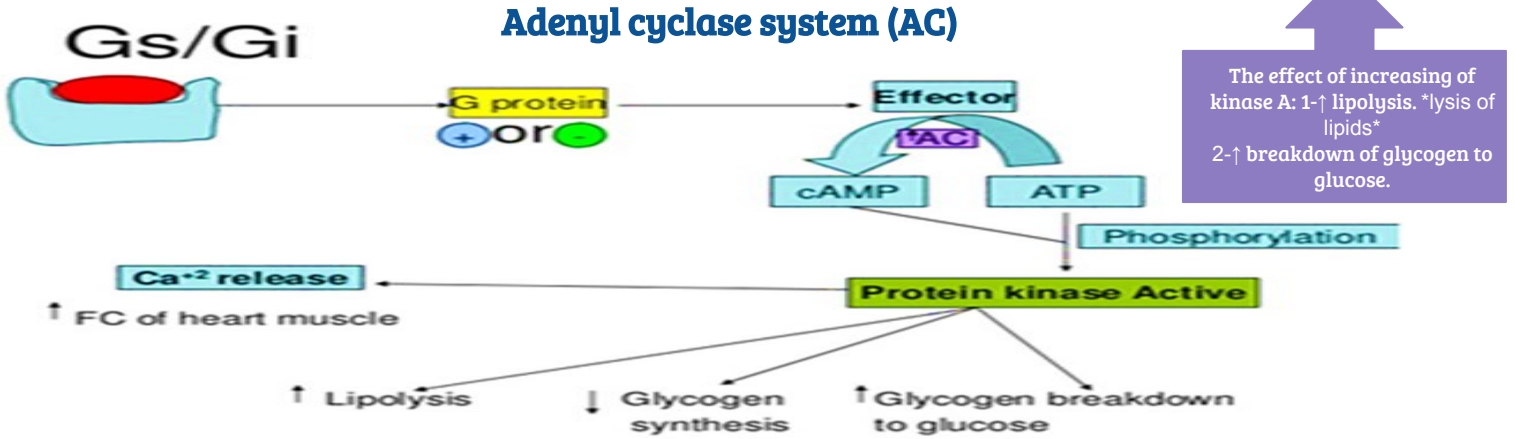 Adenyl cyclase system (AC)
Gs/Gi
G protein
+ or -
Effector
↑AC
cAMP
ATP
Phosphorylation
Protein kinase Active
Ca+2 release
↑ FC of heart muscle
↑ Lipolysis
↓ Glycogen
synthesis
↑ Glycogen breakdown
to glucose
The effect of increasing of
kinase A: 1-↑ lipolysis. *lysis of
lipids*
2-↑ breakdown of glycogen to
glucose.